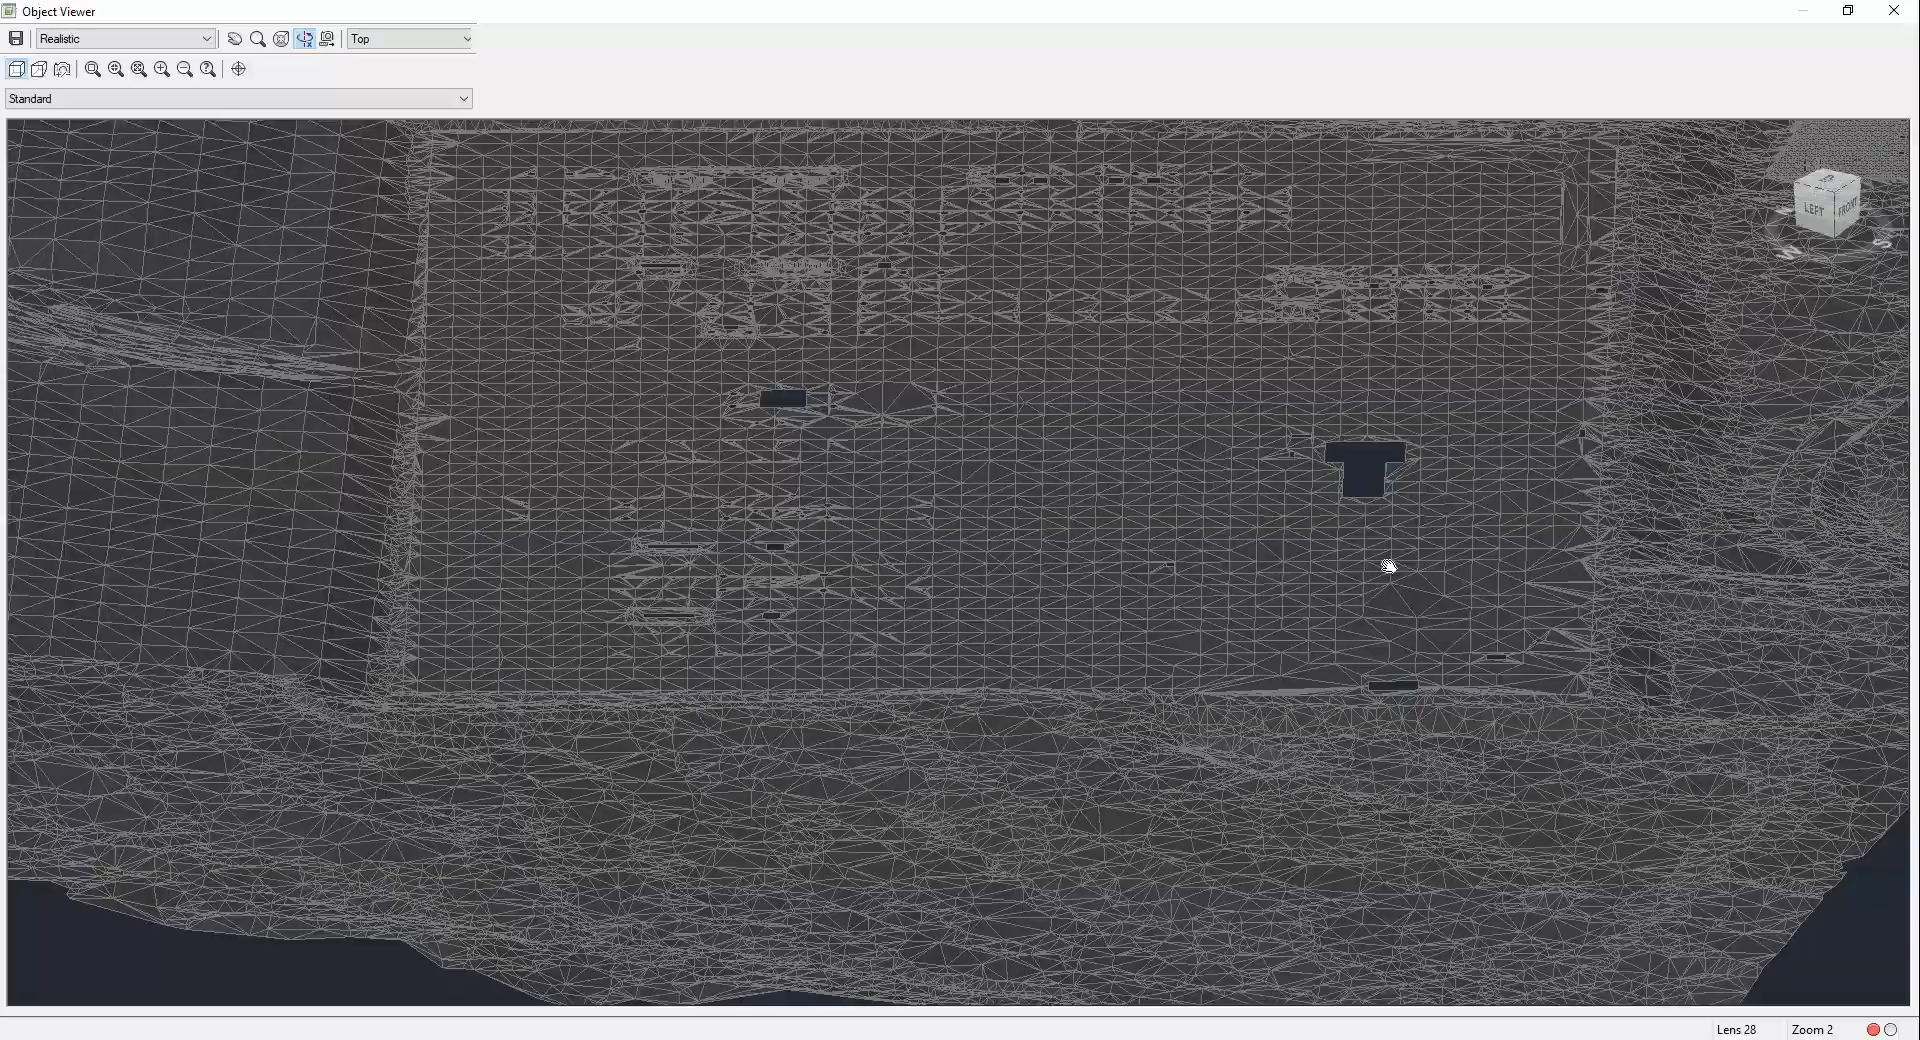 Object Viewer
Realistic
Top
Standard
LEFT
FRONT
S
Lens 28
Zoom 2